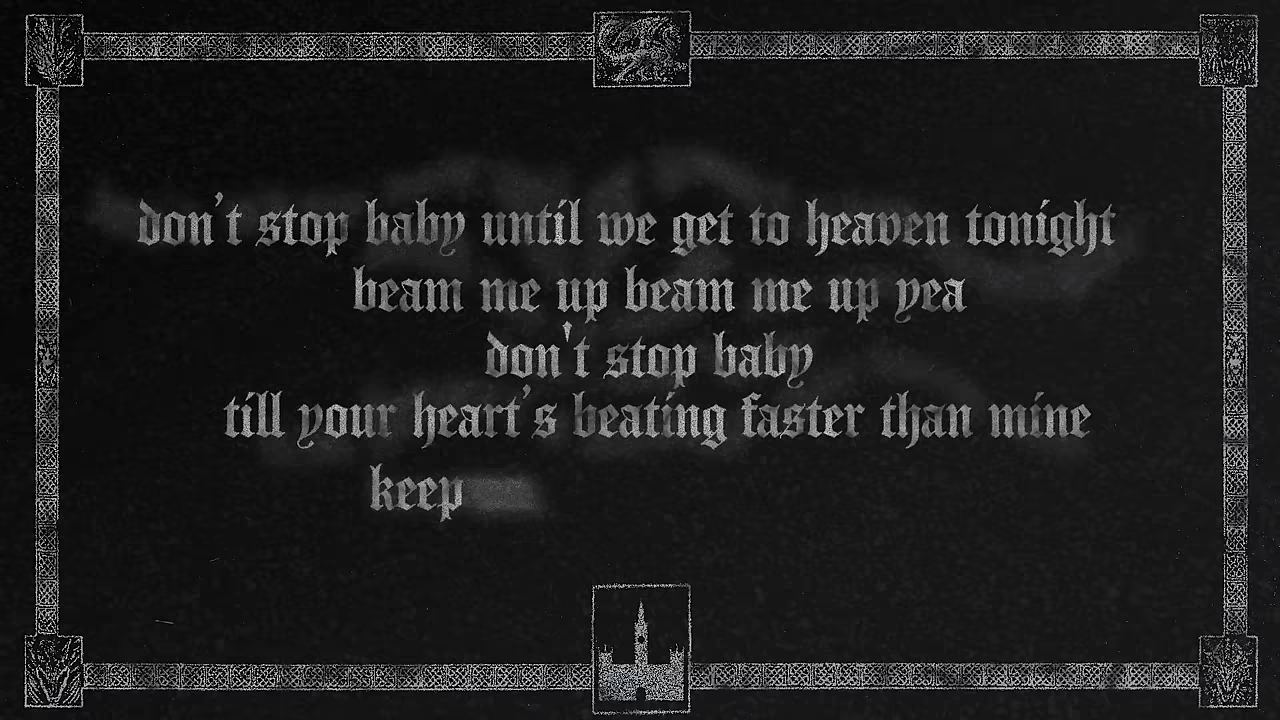 don't stop baby until we get to heaven tonight
beam me up beam me up yea
don't stop baby
till your heart's beating faster than mine
keep